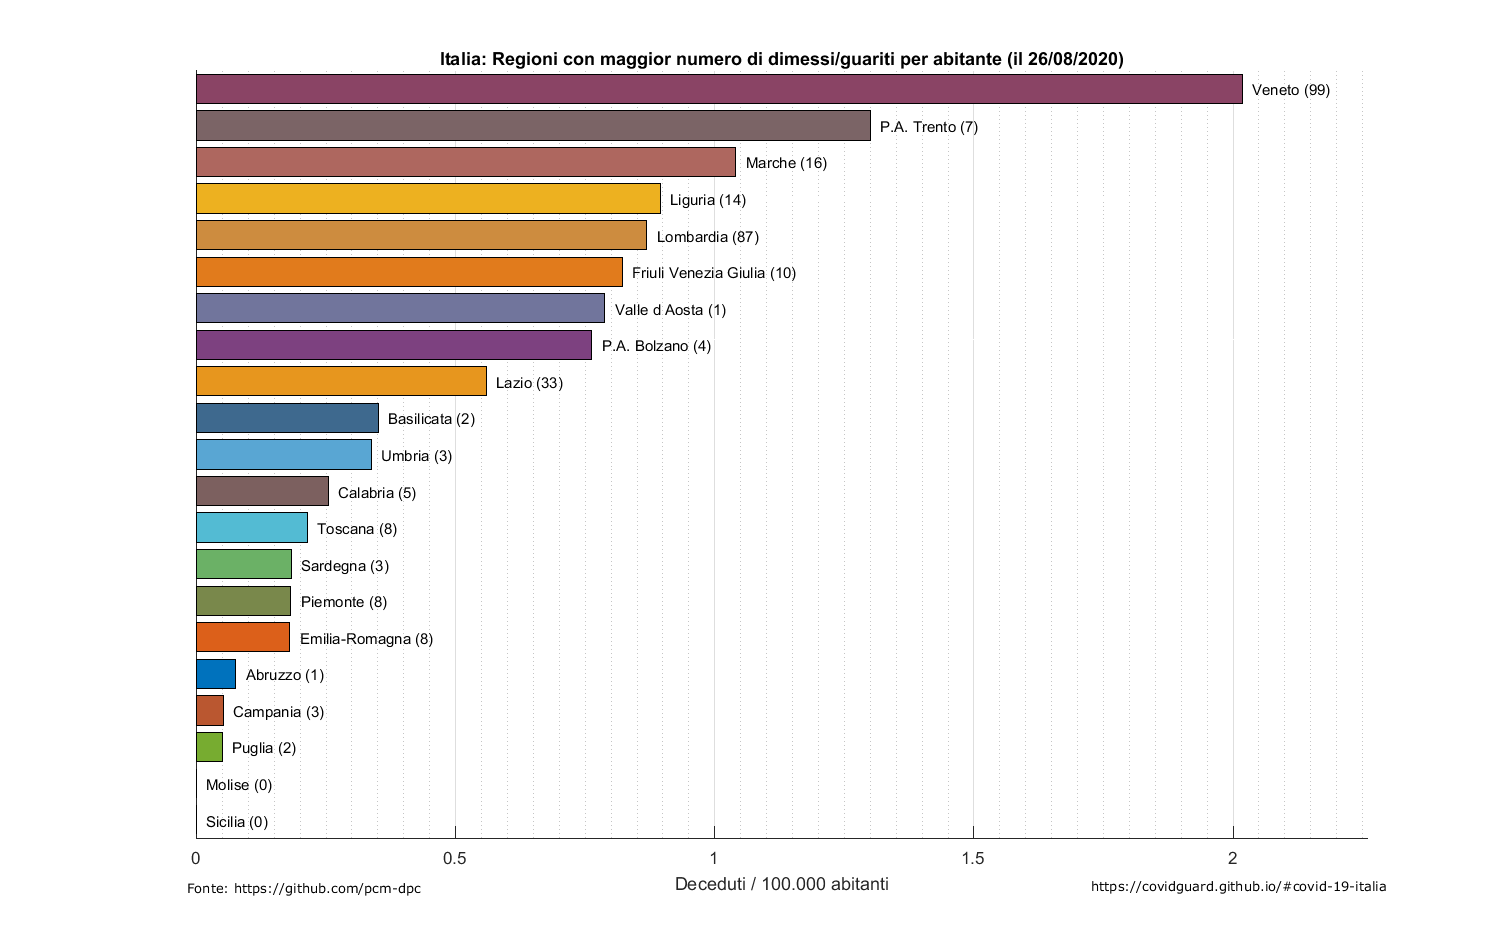 Italia: Regioni con maggior numero di dimessi/guariti per abitante (il 26/08/2020)
Veneto (99)
P.A. Trento (7)
Marche (16)
Liguria (14)
Lombardia (87)
Friuli Venezia Giulia (10)
Valle d Aosta (1)
P.A. Bolzano (4)
Lazio (33)
Basilicata (2)
Umbria (3)
Calabria (5)
Toscana (8)
Sardegna (3)
Piemonte (8)
Emilia-Romagna (8)
Abruzzo (1)
Campania (3)
Puglia (2)
Molise (0)
Sicilia (0)
0 0.5 1 1.5 2
Deceduti / 100.000 abitanti
Fonte: https://github.com/pcm-dpc
https://covidguard.github.io/#covid-19-italia